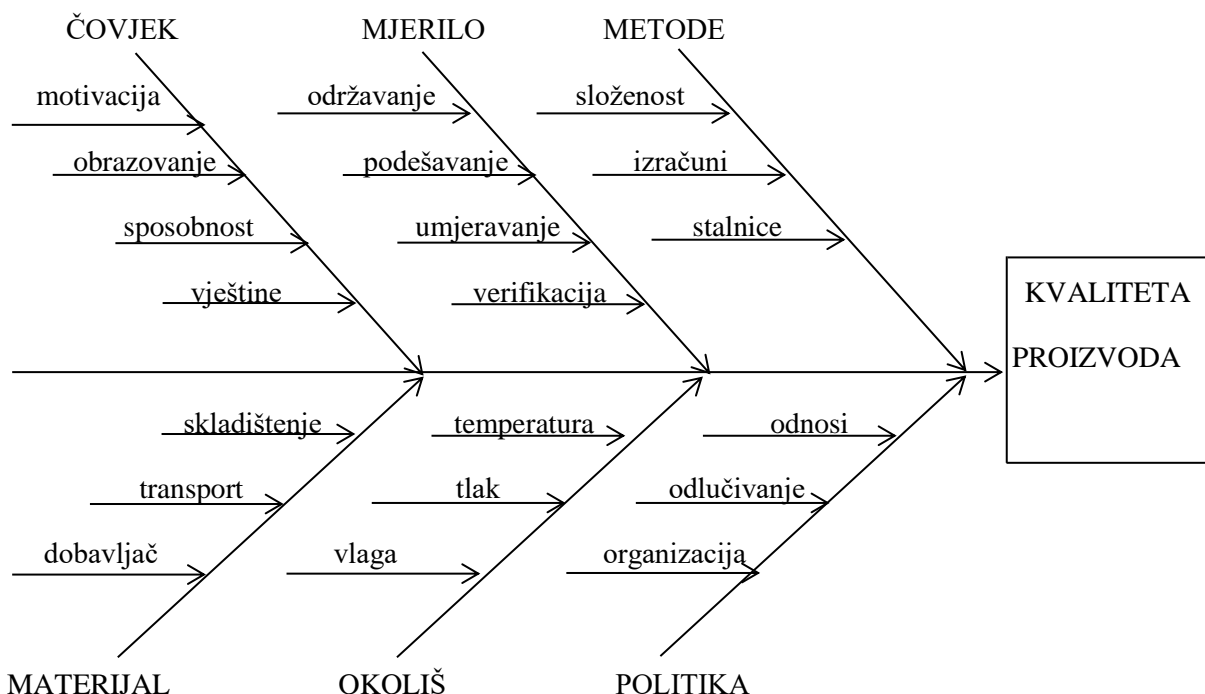 ČOVJEK
MJERILO
METODE
motivacija
održavanje
složenost
obrazovanje
podešavanje
izračuni
sposobnost
umjeravanje
stalnice
vještine
verifikacija
KVALITETA
PROIZVODA
skladištenje
temperatura
odnosi
transport
tlak
odlučivanje
dobavljač
vlaga
organizacija
MATERIJAL
OKOLIŠ
POLITIKA